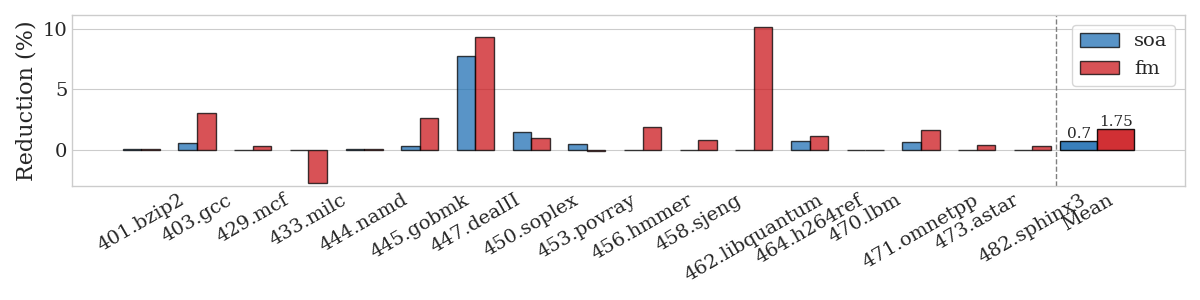 Reduction (%)
10
5
0
soa
fm
0.7
1.75
401.bzip2
403.gcc
429.mcf
433.milc
444.namd
445.gobmk
447.dealII
450.soplex
453.povray
456.hmmer
458.sjeng
462.libquantum
464.h264ref
470.lbm
471.omnetpp
473.astar
482.sphinx3
Mean